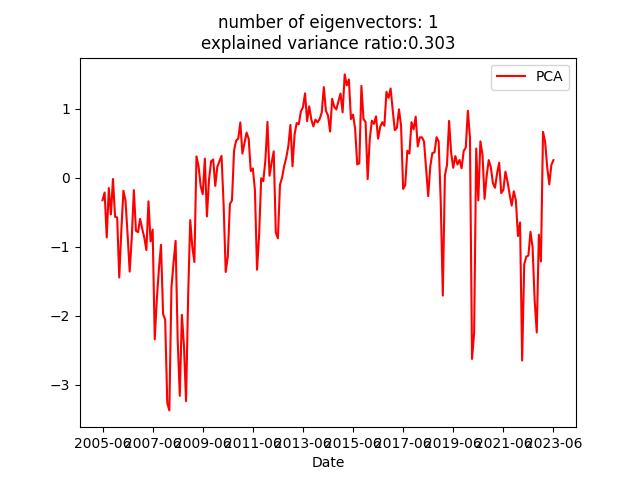 number of eigenvectors: 1
explained variance ratio:0.303
PCA
1
0
−1
−2
−3
2005-06 2007-06 2009-06 2011-06 2013-06 2015-06 2017-06 2019-06 2021-06 2023-06
Date